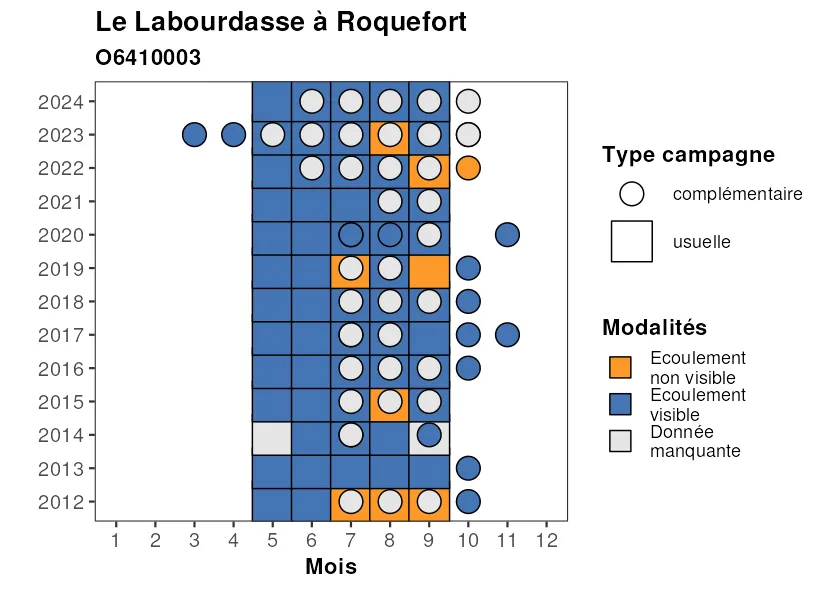 Le Labourdasse à Roquefort
O6410003
2024
2023
2022
2021
2020
2019
2018
2017
2016
2015
2014
2013
2012
1 2 3 4 5 6 7 8 9 10 11 12
Mois
Type campagne
complémentaire
usuelle
Modalités
Ecoulement
non visible
Ecoulement
visible
Donnée
manquante